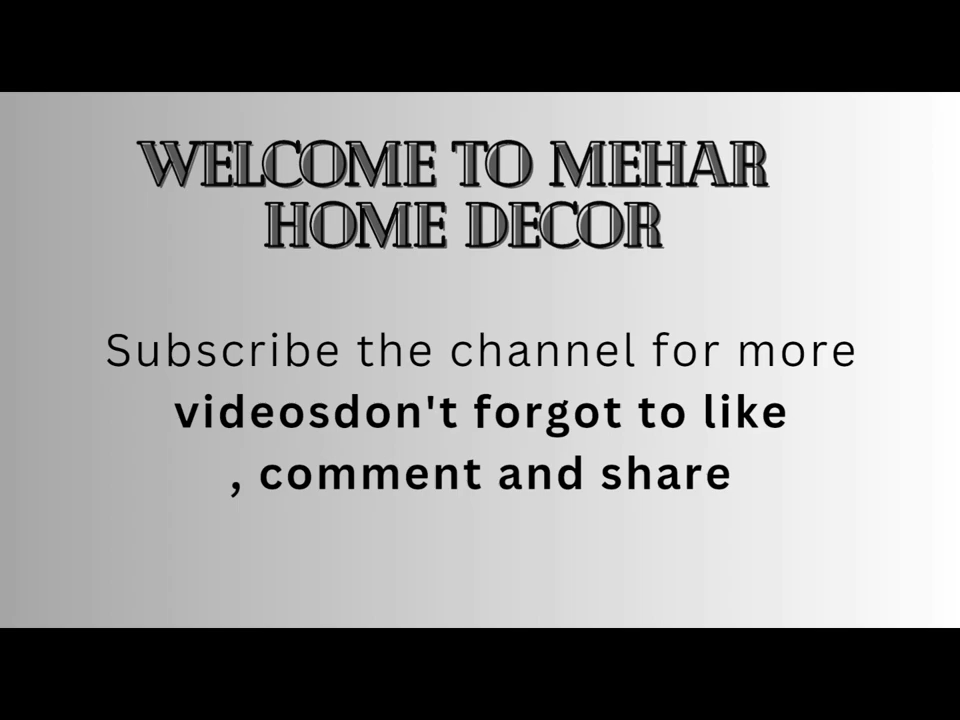 WELCOME TO MEHAR
HOME DECOR
Subscribe the channel for more
videosdon't forgot to like
, comment and share